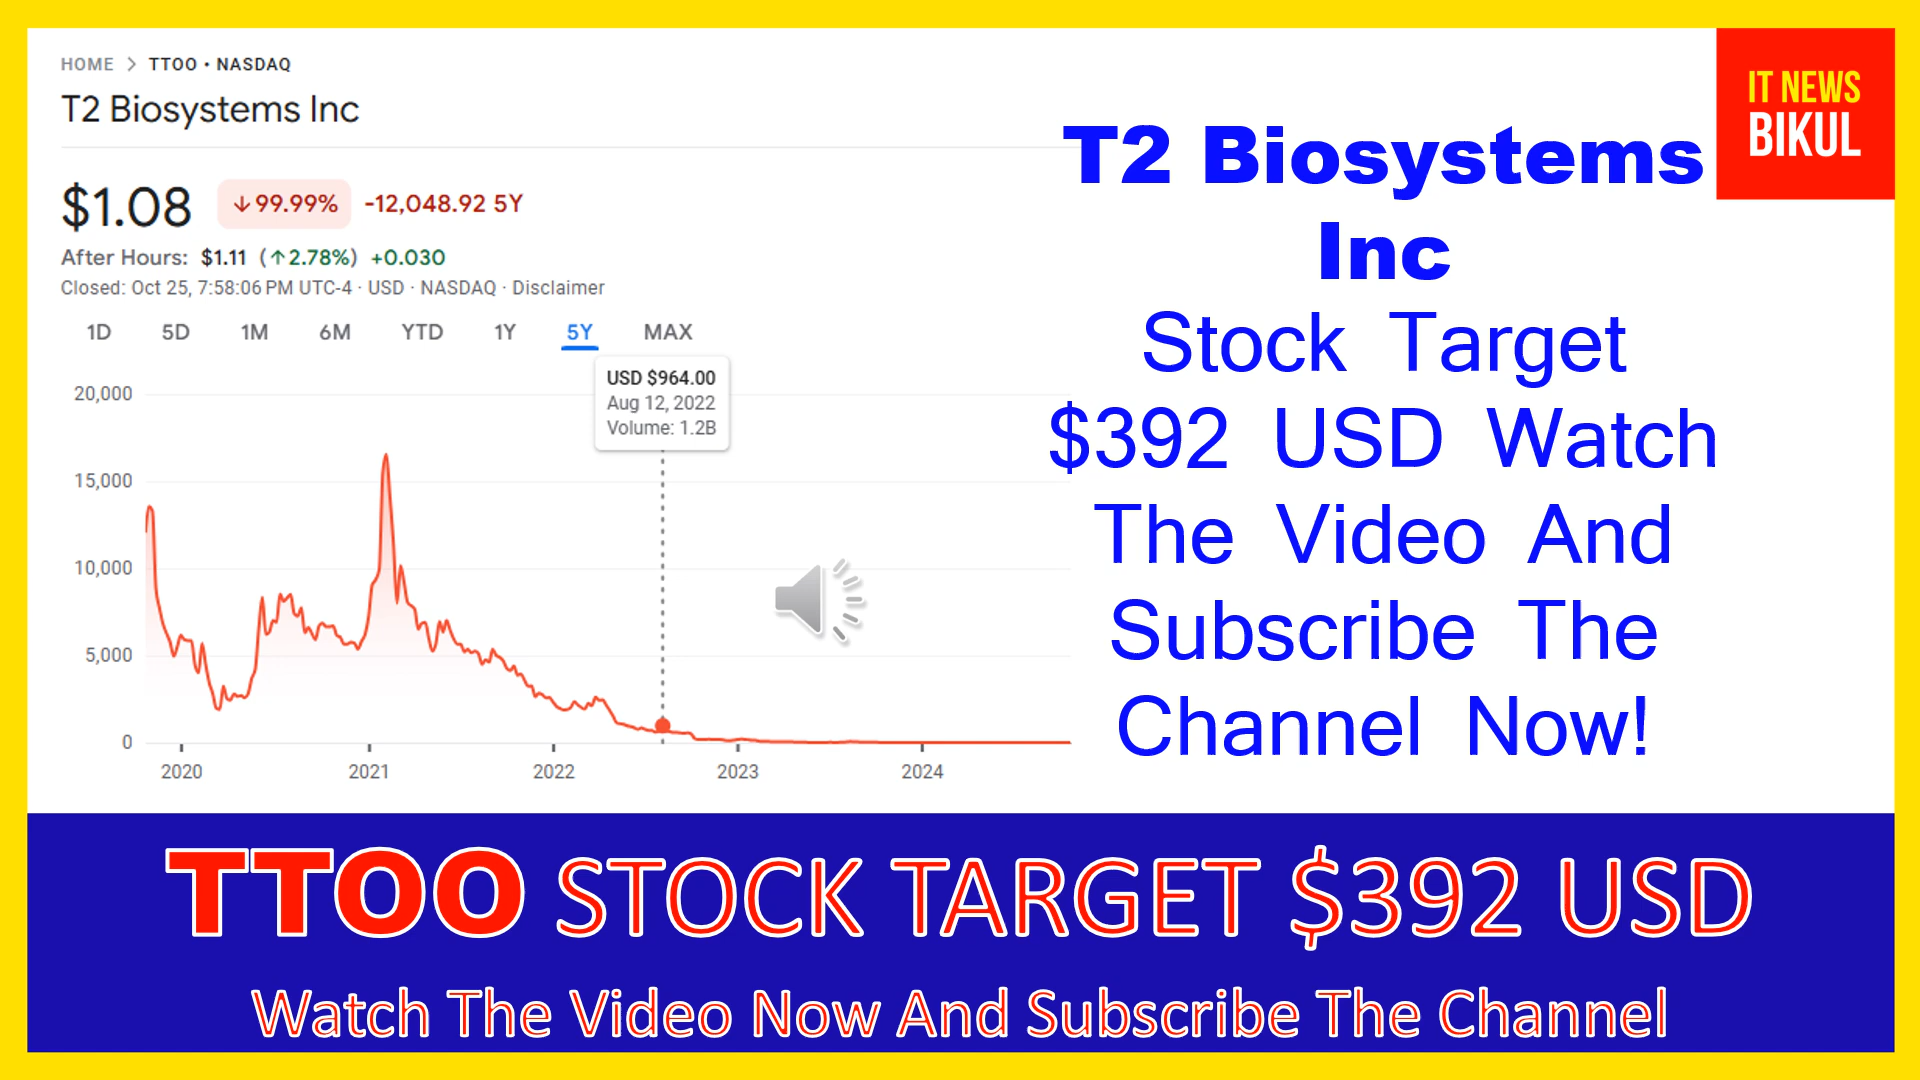 HOME > TTOO • NASDAQ
T2 Biosystems Inc
$1.08 ↓99.99% -12,048.92 5Y
After Hours: $1.11 (↑2.78%) +0.030
Closed: Oct 25, 7:58:06 PM UTC-4 · USD · NASDAQ · Disclaimer
1D 5D 1M 6M YTD 1Y 5Y MAX
USD $964.00
Aug 12, 2022
Volume: 1.2B
20,000
15,000
10,000
5,000
0
2020 2021 2022 2023 2024
IT NEWS
BIKUL
T2 Biosystems
Inc
Stock Target
$392 USD Watch
The Video And
Subscribe The
Channel Now!
TTOO STOCK TARGET $392 USD
Watch The Video Now And Subscribe The Channel